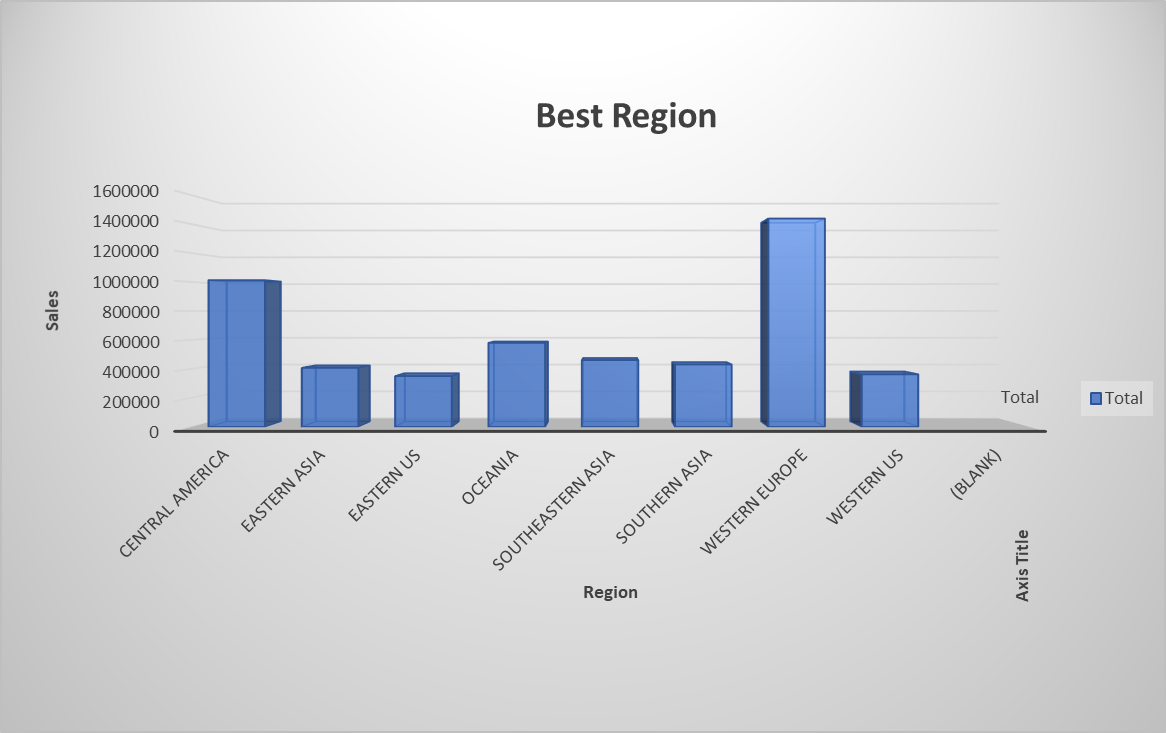 Best Region
1600000
1400000
1200000
1000000
800000
600000
400000
200000
0
Sales
CENTRAL AMERICA
EASTERN ASIA
EASTERN US
OCEANIA
SOUTHEASTERN ASIA
SOUTHERN ASIA
WESTERN EUROPE
WESTERN US
(BLANK)
Region
Total
Axis Title
Total